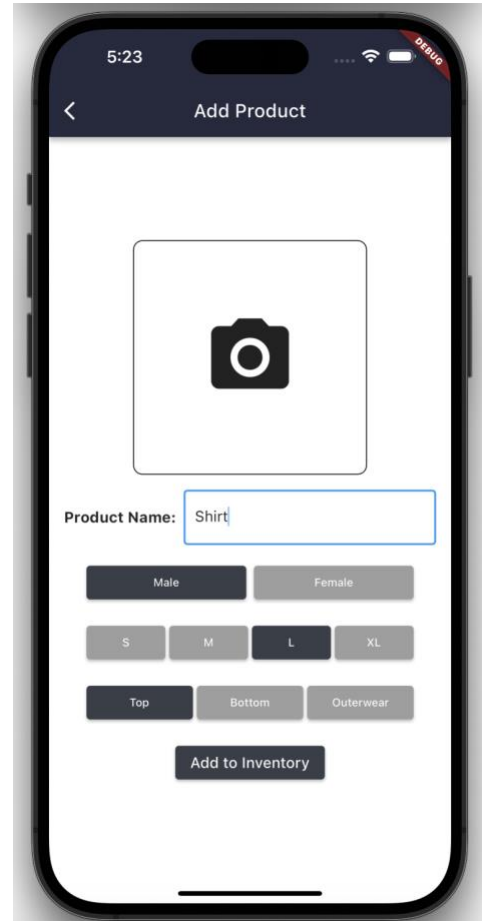 5:23
DEBUG
Add Product
Product Name: Shirt
Male Female
S M L XL
Top Bottom Outerwear
Add to Inventory